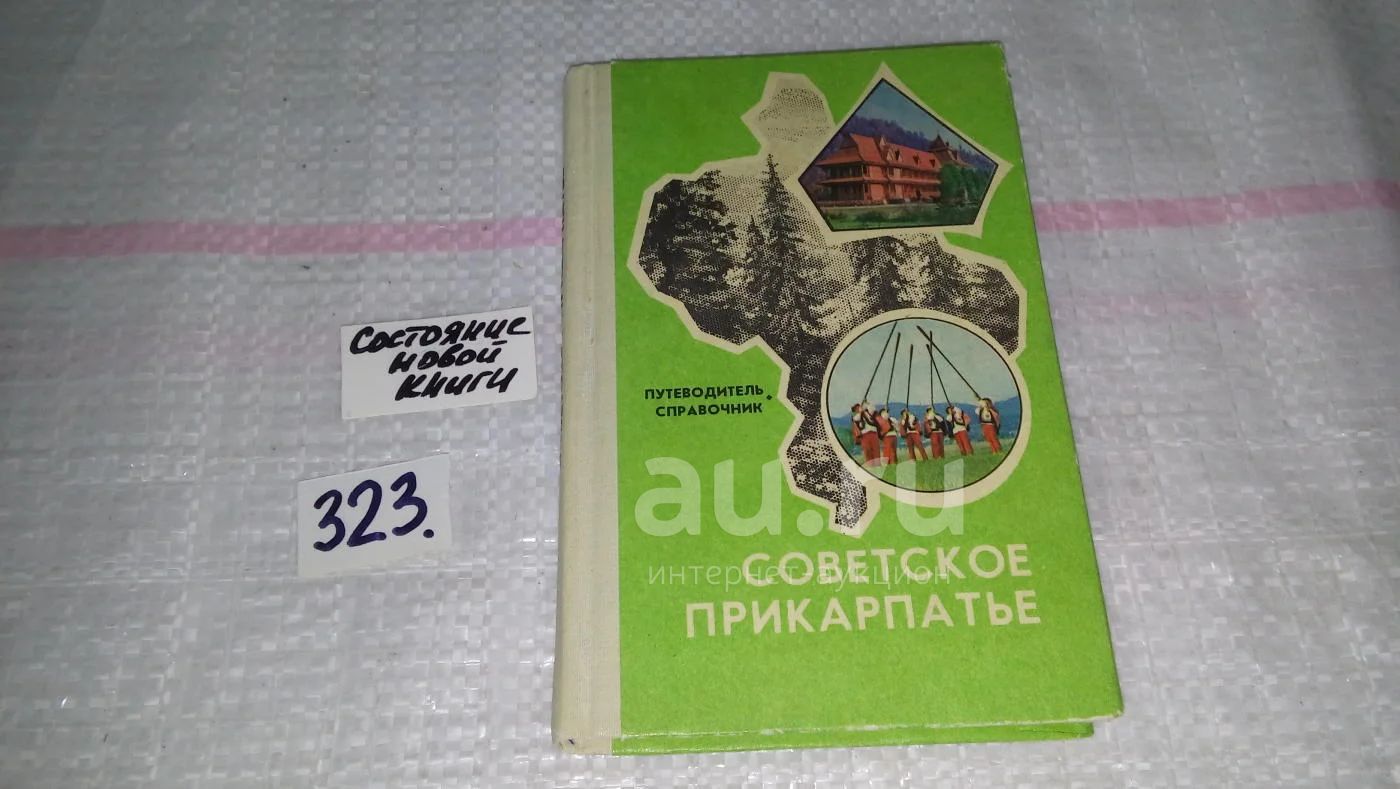 Состояние
новой
книги
323.
ПУТЕВОДИТЕЛЬ
СПРАВОЧНИК
au.ru
интернет-аукцион
СОВЕТСКОЕ
ПРИКАРПАТЬЕ